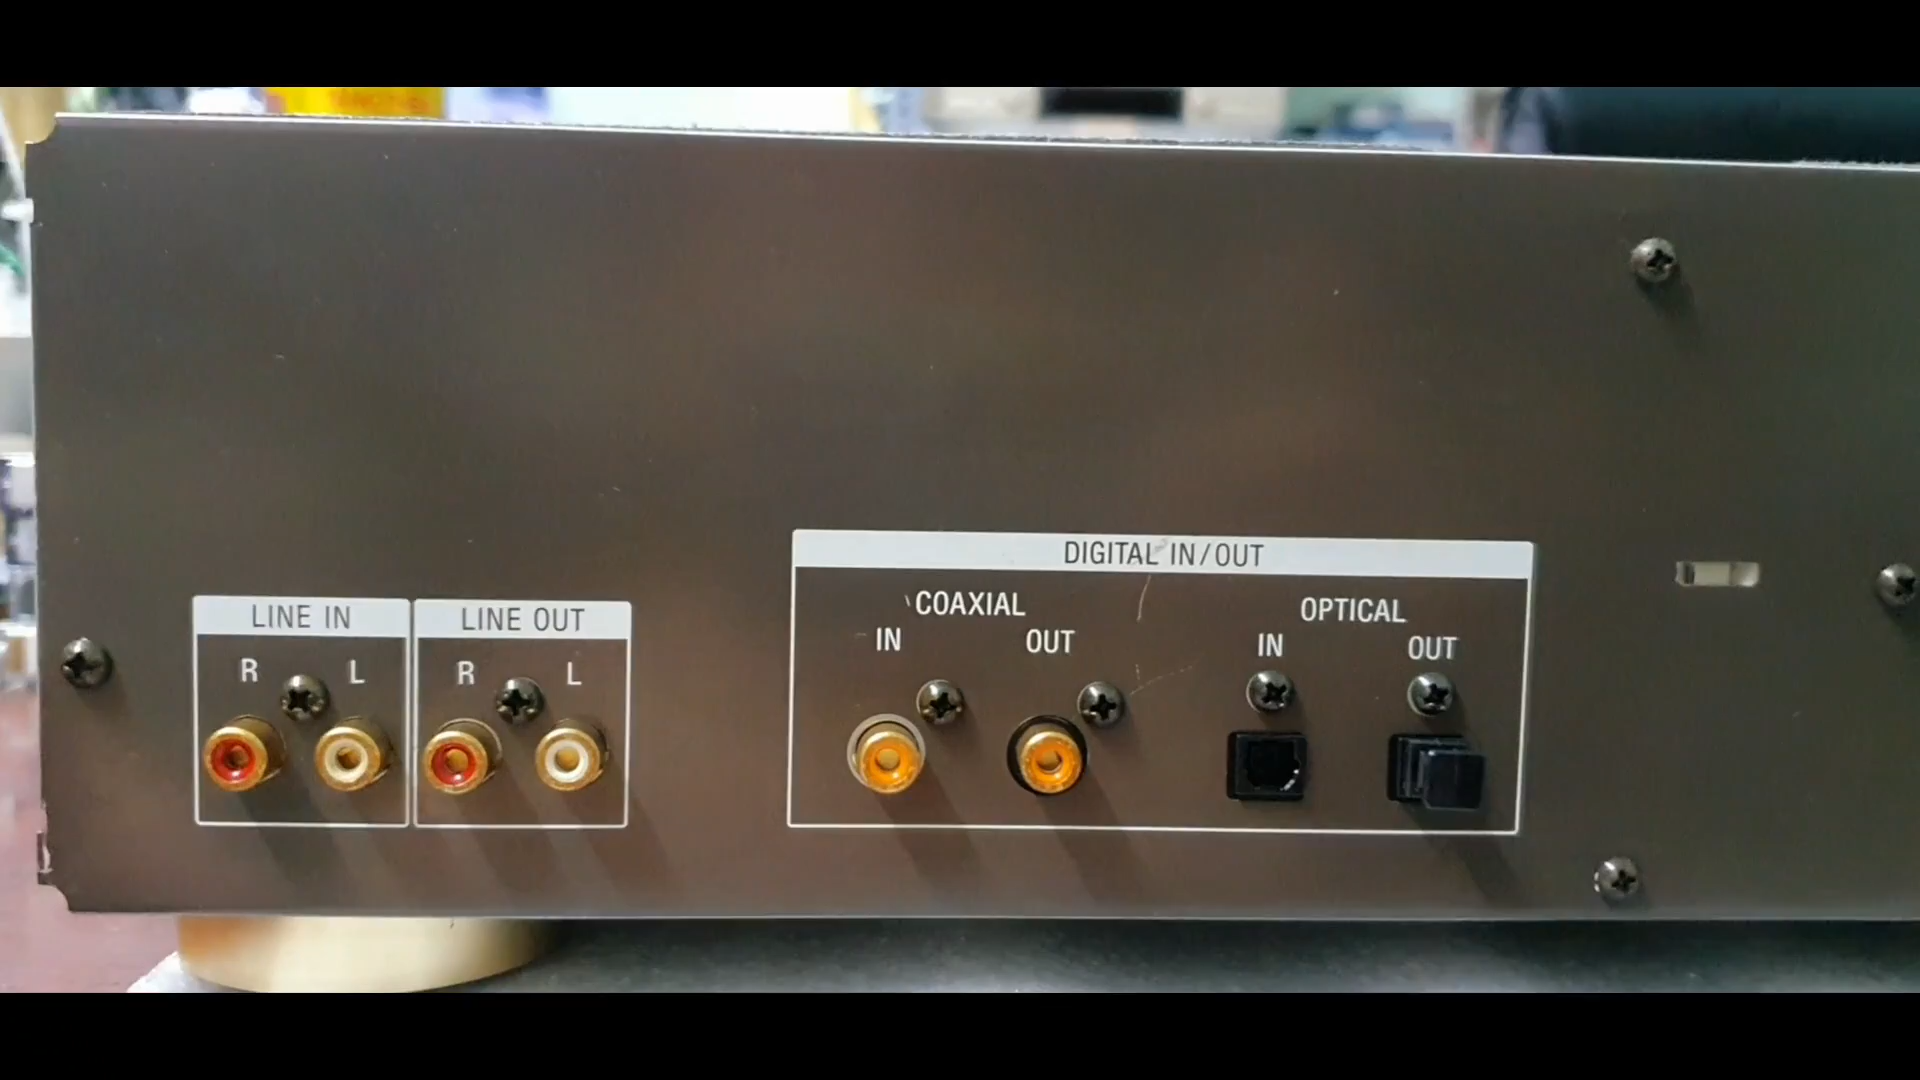 LINE IN
R L
LINE OUT
R L
DIGITAL IN/OUT
COAXIAL
IN OUT
OPTICAL
IN OUT